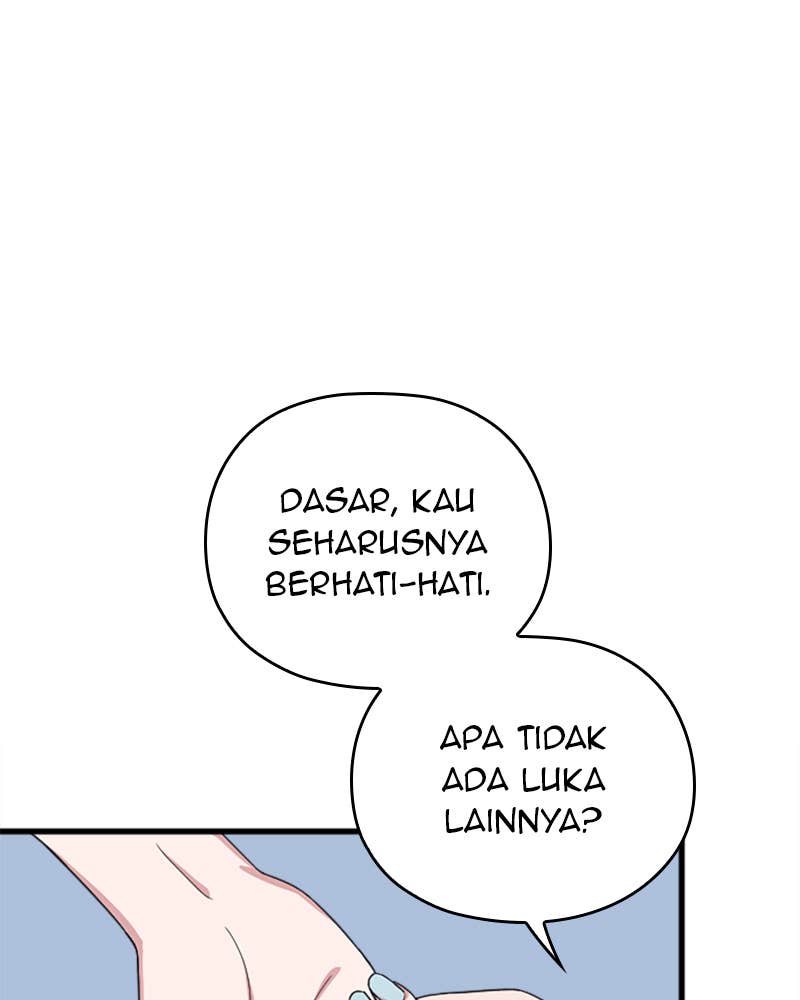 DASAR, KAU
SEHARUSNYA
BERHATI-HATI.
APA TIDAK
ADA LUKA
LAINNYA?